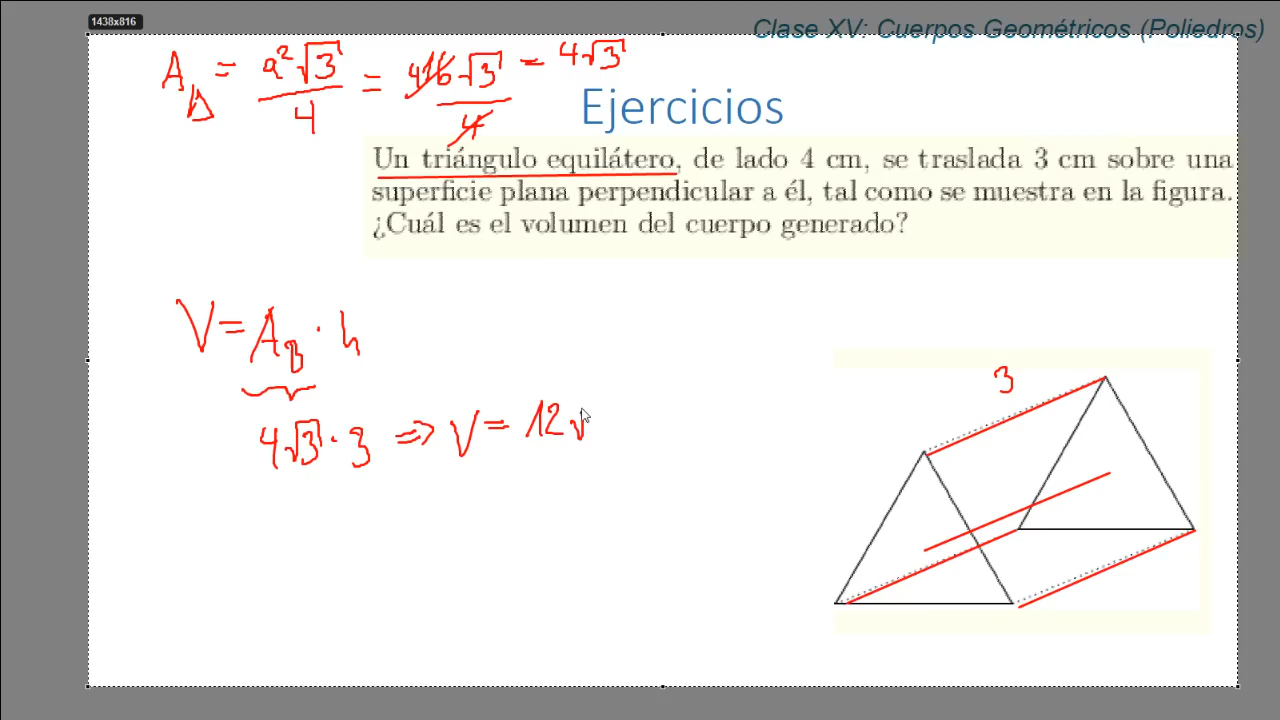 1438x816
Clase XV: Cuerpos Geométricos (Poliedros)
A△ = a²√3/4 = 4 16√3/4 = 4√3
Ejercicios
Un triángulo equilátero, de lado 4 cm, se traslada 3 cm sobre una
superficie plana perpendicular a él, tal como se muestra en la figura.
¿Cuál es el volumen del cuerpo generado?
V = A_B · h
3
4√3 · 3 ⇒ V = 12√